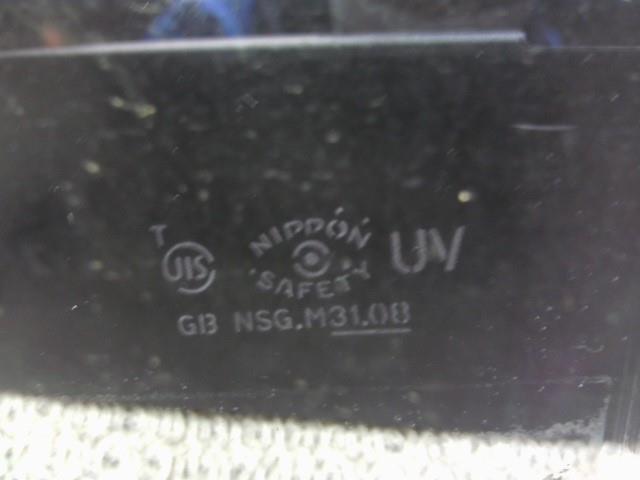 T
JIS
NIPPON
SAFETY
UV
GB NSG.M31.08